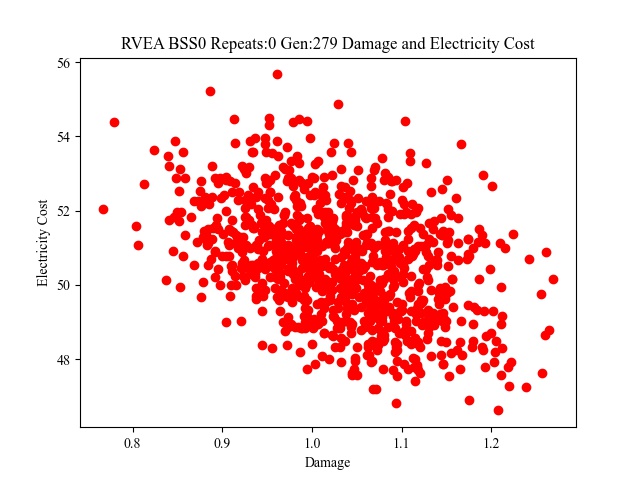 RVEA BSS0 Repeats:0 Gen:279 Damage and Electricity Cost
56
54
52
50
48
Electricity Cost
0.8 0.9 1.0 1.1 1.2
Damage